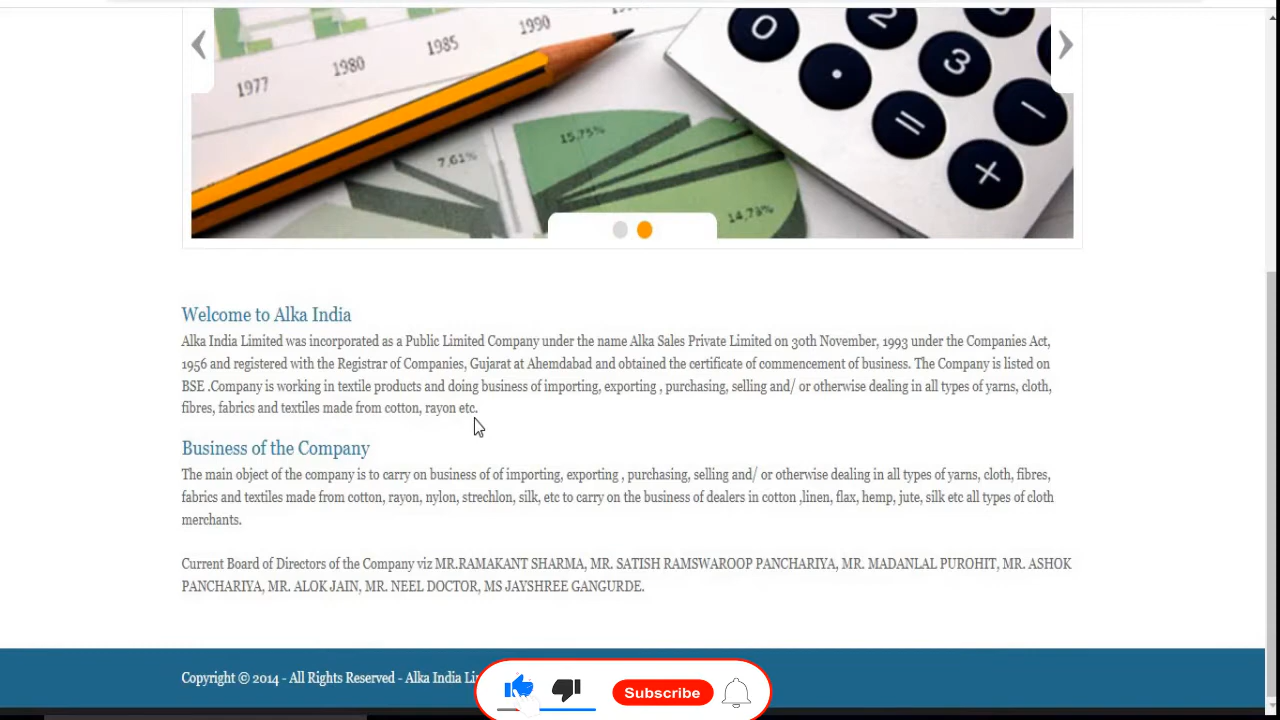 1977
1980
1985
1990
7,61%
15,75%
14,78%
0
2
3
.
=
−
+
Welcome to Alka India
Alka India Limited was incorporated as a Public Limited Company under the name Alka Sales Private Limited on 30th November, 1993 under the Companies Act,
1956 and registered with the Registrar of Companies, Gujarat at Ahemdabad and obtained the certificate of commencement of business. The Company is listed on
BSE .Company is working in textile products and doing business of importing, exporting , purchasing, selling and/ or otherwise dealing in all types of yarns, cloth,
fibres, fabrics and textiles made from cotton, rayon etc.
Business of the Company
The main object of the company is to carry on business of of importing, exporting , purchasing, selling and/ or otherwise dealing in all types of yarns, cloth, fibres,
fabrics and textiles made from cotton, rayon, nylon, strechlon, silk, etc to carry on the business of dealers in cotton ,linen, flax, hemp, jute, silk etc all types of cloth
merchants.
Current Board of Directors of the Company viz MR.RAMAKANT SHARMA, MR. SATISH RAMSWAROOP PANCHARIYA, MR. MADANLAL PUROHIT, MR. ASHOK
PANCHARIYA, MR. ALOK JAIN, MR. NEEL DOCTOR, MS JAYSHREE GANGURDE.
Copyright © 2014 - All Rights Reserved - Alka India
Subscribe